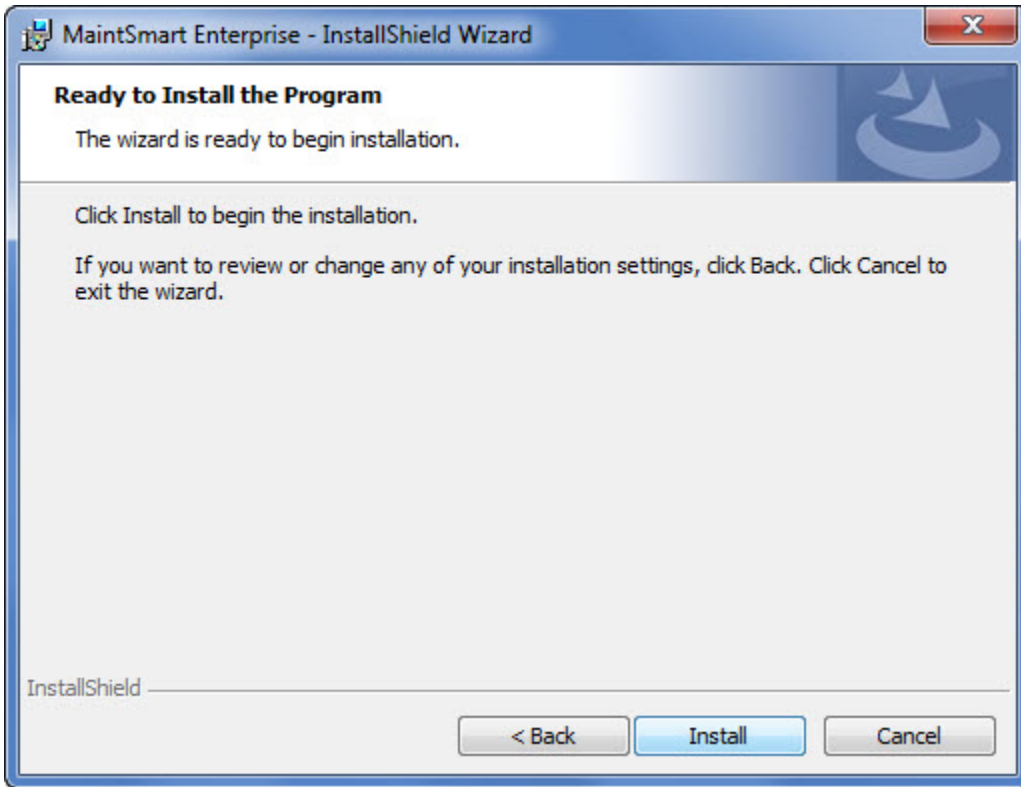 MaintSmart Enterprise - InstallShield Wizard
Ready to Install the Program
The wizard is ready to begin installation.
Click Install to begin the installation.
If you want to review or change any of your installation settings, click Back. Click Cancel to
exit the wizard.
InstallShield
< Back
Install
Cancel